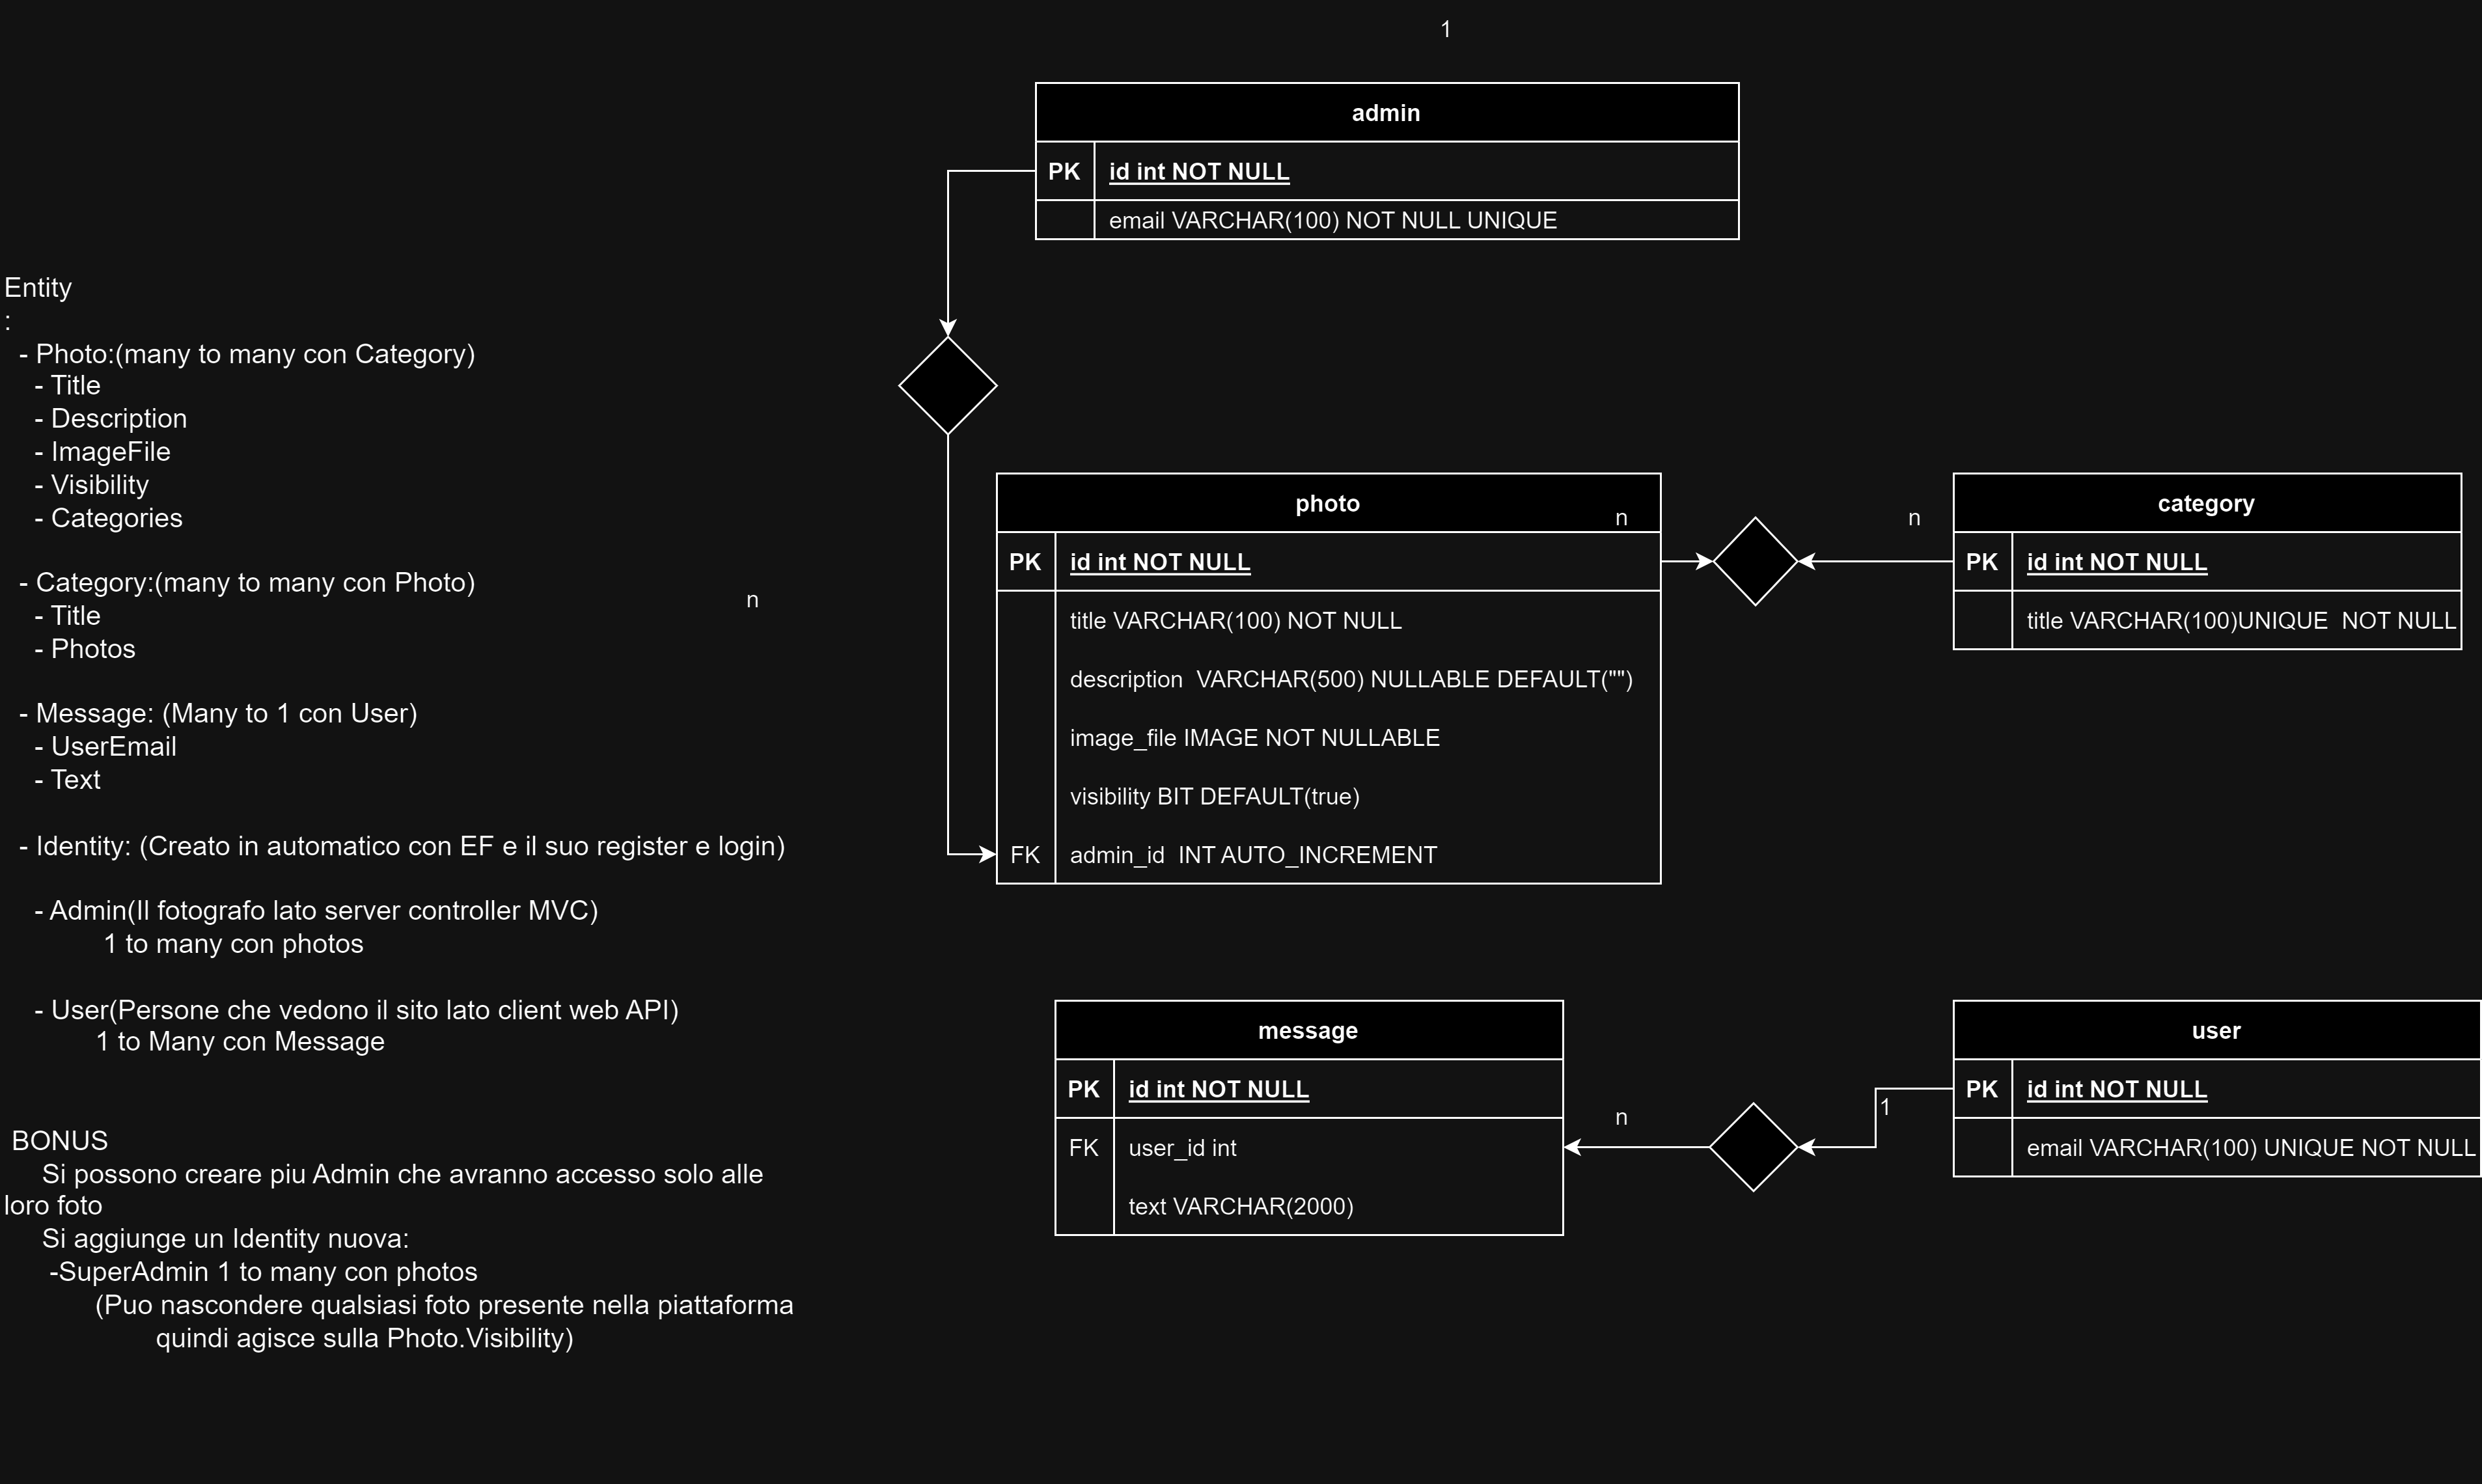 Entity
:
- Photo:(many to many con Category)
- Title
- Description
- ImageFile
- Visibility
- Categories
- Category:(many to many con Photo)
- Title
- Photos
- Message: (Many to 1 con User)
- UserEmail
- Text
- Identity: (Creato in automatico con EF e il suo register e login)
- Admin(Il fotografo lato server controller MVC)
1 to many con photos
- User(Persone che vedono il sito lato client web API)
1 to Many con Message
BONUS
Si possono creare piu Admin che avranno accesso solo alle
loro foto
Si aggiunge un Identity nuova:
-SuperAdmin 1 to many con photos
(Puo nascondere qualsiasi foto presente nella piattaforma
quindi agisce sulla Photo.Visibility)
1
admin
PK id int NOT NULL
email VARCHAR(100) NOT NULL UNIQUE
n
photo
PK id int NOT NULL
title VARCHAR(100) NOT NULL
description  VARCHAR(500) NULLABLE DEFAULT("")
image_file IMAGE NOT NULLABLE
visibility BIT DEFAULT(true)
FK admin_id  INT AUTO_INCREMENT
n
n
category
PK id int NOT NULL
title VARCHAR(100)UNIQUE  NOT NULL
message
PK id int NOT NULL
FK user_id int
text VARCHAR(2000)
n
1
user
PK id int NOT NULL
email VARCHAR(100) UNIQUE NOT NULL